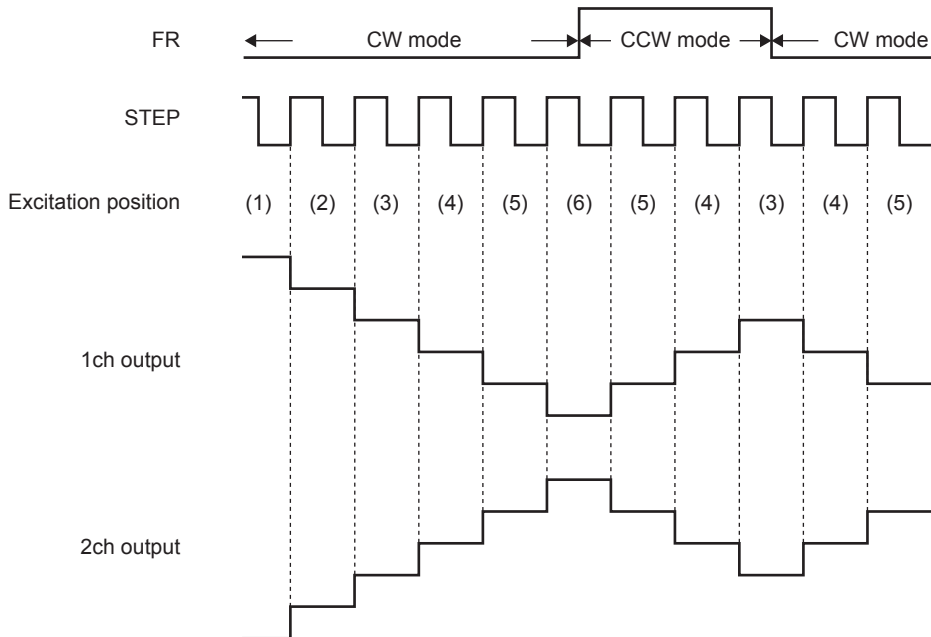 FR CW mode CCW mode CW mode
STEP
Excitation position (1) (2) (3) (4) (5) (6) (5) (4) (3) (4) (5)
1ch output
2ch output